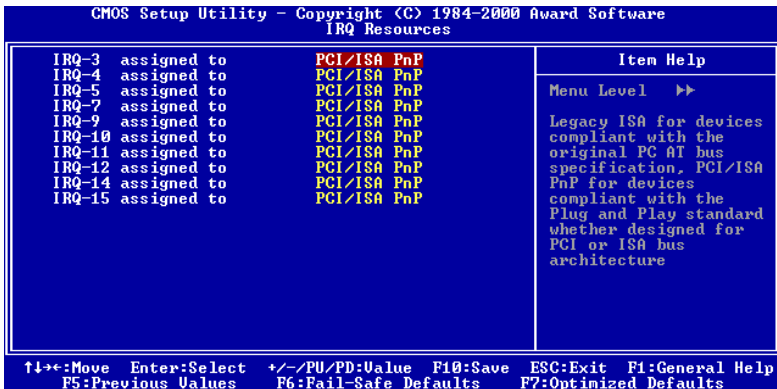 CMOS Setup Utility - Copyright (C) 1984-2000 Award Software
IRQ Resources
IRQ-3 assigned to PCI/ISA PnP
IRQ-4 assigned to PCI/ISA PnP
IRQ-5 assigned to PCI/ISA PnP
IRQ-7 assigned to PCI/ISA PnP
IRQ-9 assigned to PCI/ISA PnP
IRQ-10 assigned to PCI/ISA PnP
IRQ-11 assigned to PCI/ISA PnP
IRQ-12 assigned to PCI/ISA PnP
IRQ-14 assigned to PCI/ISA PnP
IRQ-15 assigned to PCI/ISA PnP
Item Help
Menu Level ▸▸
Legacy ISA for devices
compliant with the
original PC AT bus
specification, PCI/ISA
PnP for devices
compliant with the
Plug and Play standard
whether designed for
PCI or ISA bus
architecture
↑↓→←:Move Enter:Select +/-/PU/PD:Value F10:Save ESC:Exit F1:General Help
F5:Previous Values F6:Fail-Safe Defaults F7:Optimized Defaults